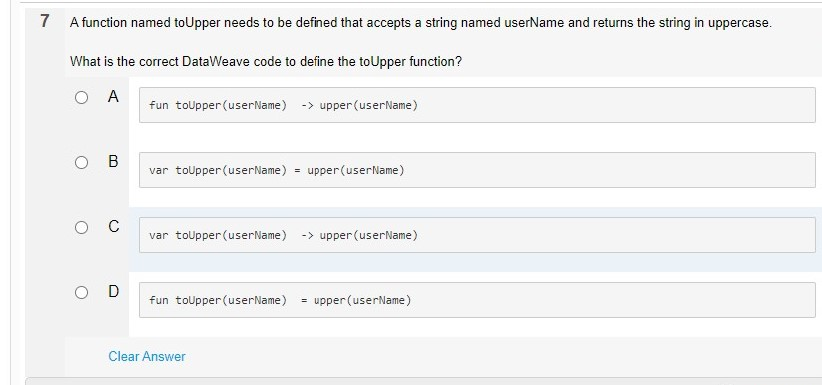 7 A function named toUpper needs to be defined that accepts a string named userName and returns the string in uppercase.
What is the correct DataWeave code to define the toUpper function?
A fun toUpper(userName) -> upper(userName)
B var toUpper(userName) = upper(userName)
C var toUpper(userName) -> upper(userName)
D fun toUpper(userName) = upper(userName)
Clear Answer